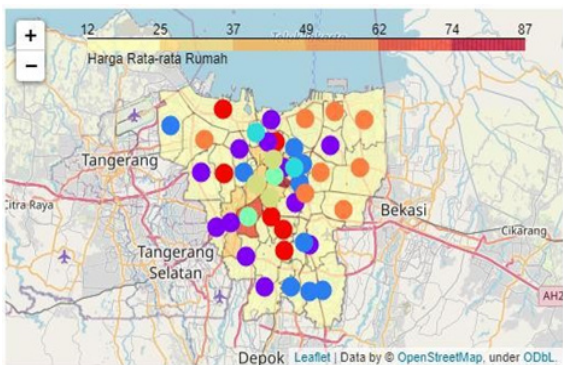 +
−
12 25 37 49 62 74 87
Harga Rata-rata Rumah
Tangerang
Citra Raya
Bekasi
Cikarang
Tangerang
Selatan
AH2
Depok
Leaflet | Data by © OpenStreetMap, under ODbL.